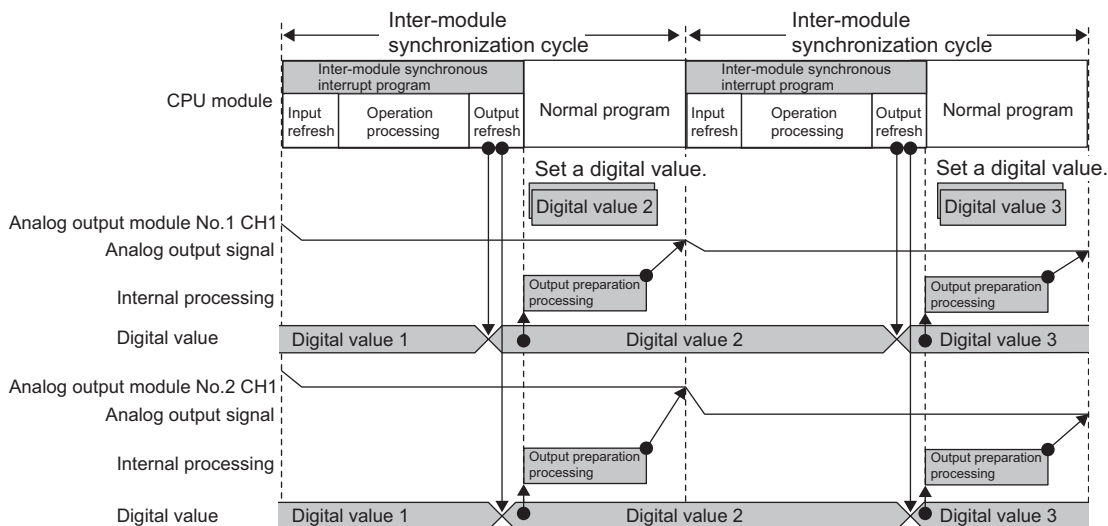 Inter-module
synchronization cycle
Inter-module
synchronization cycle
CPU module
Inter-module synchronous
interrupt program
Input
refresh
Operation
processing
Output
refresh
Normal program
Inter-module synchronous
interrupt program
Input
refresh
Operation
processing
Output
refresh
Normal program
Set a digital value.
Digital value 2
Set a digital value.
Digital value 3
Analog output module No.1 CH1
Analog output signal
Internal processing
Output preparation
processing
Output preparation
processing
Digital value
Digital value 1
Digital value 2
Digital value 3
Analog output module No.2 CH1
Analog output signal
Internal processing
Output preparation
processing
Output preparation
processing
Digital value
Digital value 1
Digital value 2
Digital value 3